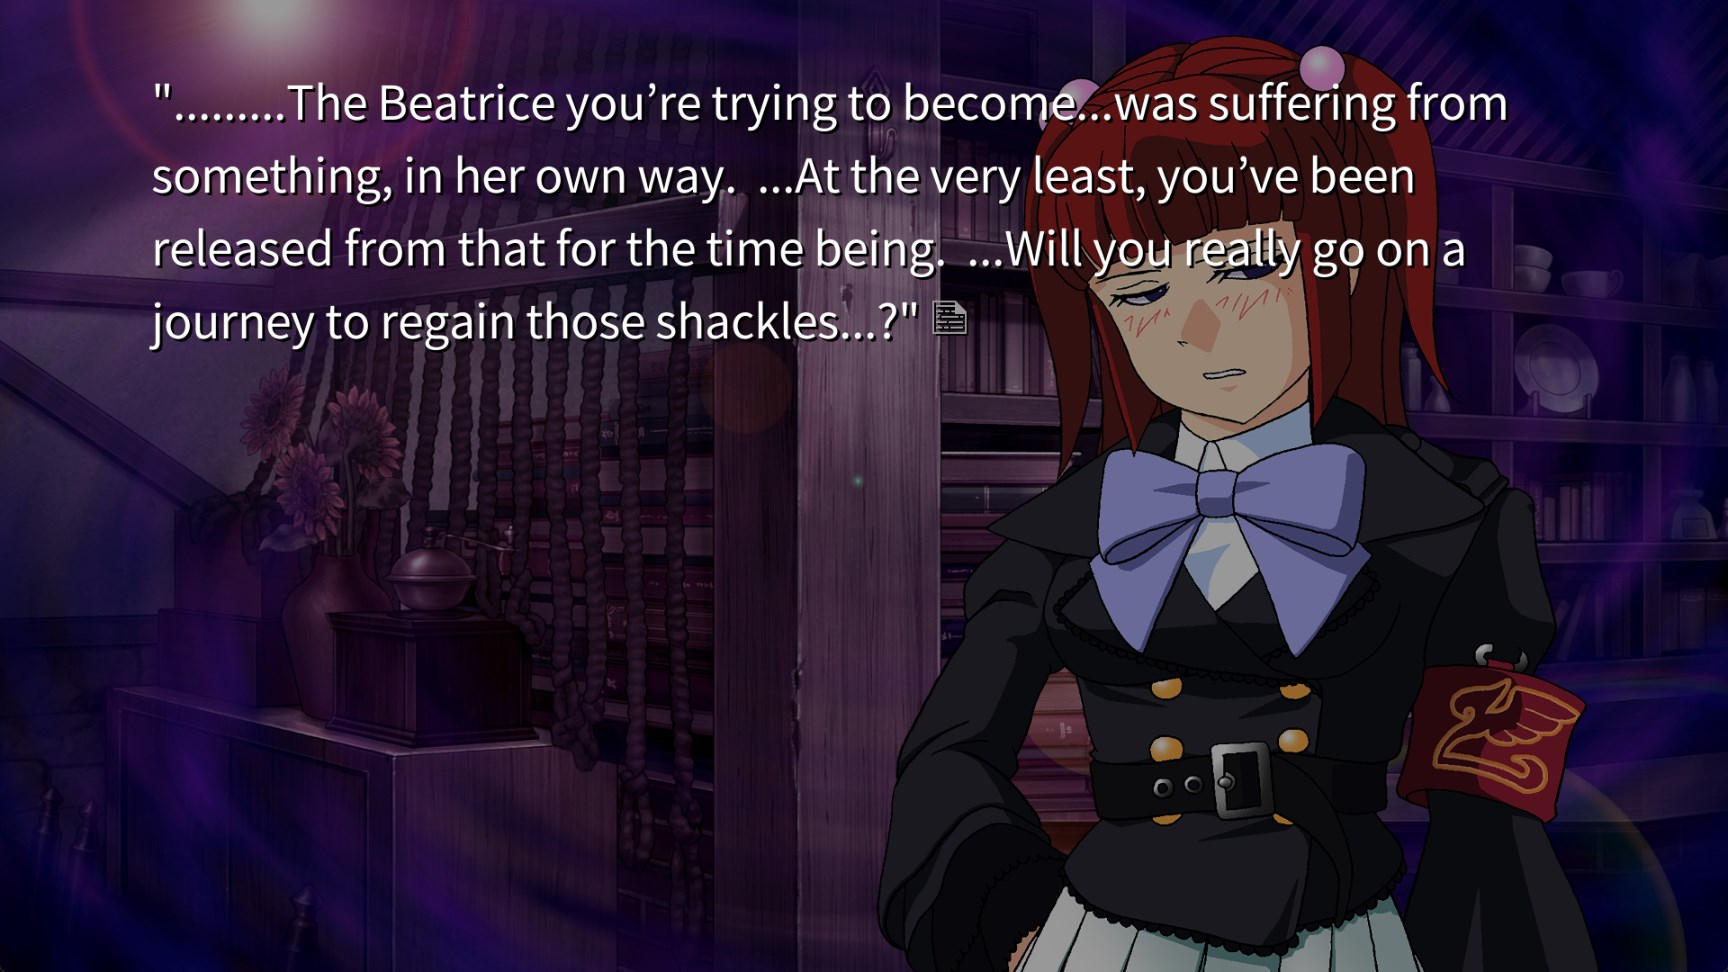 ".........The Beatrice you’re trying to become...was suffering from
something, in her own way.  ...At the very least, you’ve been
released from that for the time being.  ...Will you really go on a
journey to regain those shackles...?"